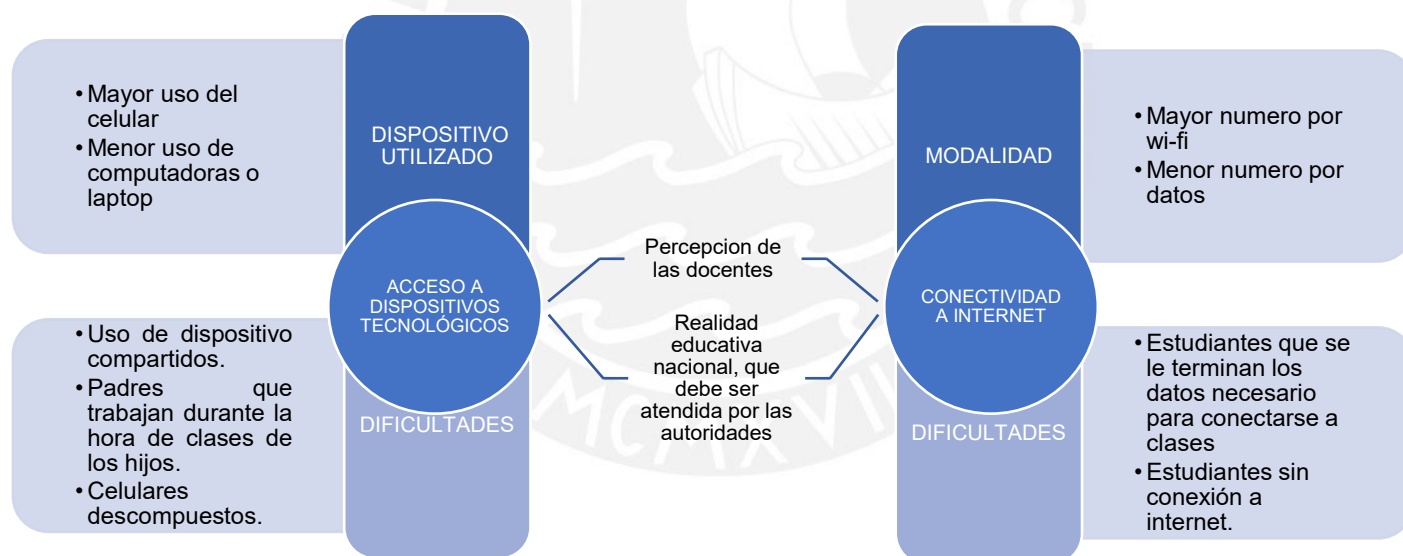 • Mayor uso del
celular
• Menor uso de
computadoras o
laptop
DISPOSITIVO
UTILIZADO
ACCESO A
DISPOSITIVOS
TECNOLÓGICOS
• Uso de dispositivo
compartidos.
• Padres que
trabajan durante la
hora de clases de
los hijos.
• Celulares
descompuestos.
DIFICULTADES
Percepcion de
las docentes
Realidad
educativa
nacional, que
debe ser
atendida por las
autoridades
MODALIDAD
• Mayor numero por
wi-fi
• Menor numero por
datos
CONECTIVIDAD
A INTERNET
DIFICULTADES
• Estudiantes que se
le terminan los
datos necesario
para conectarse a
clases
• Estudiantes sin
conexión a
internet.
MCMXVII